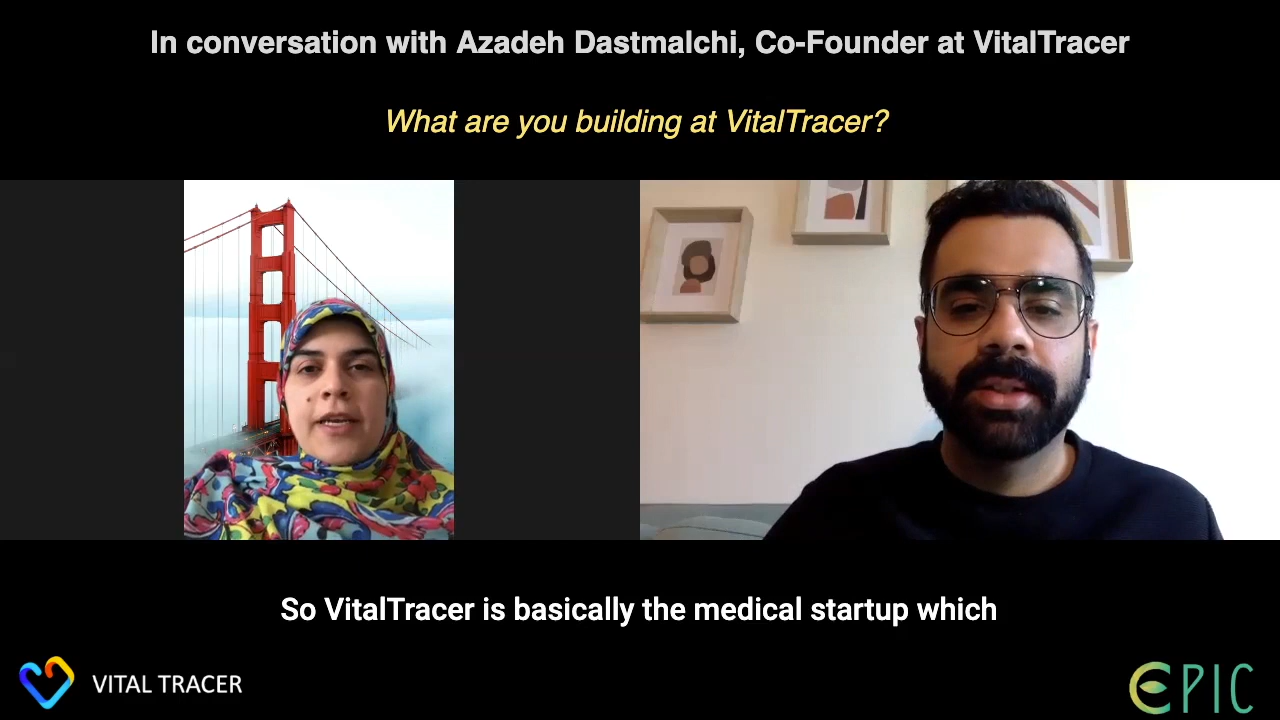 In conversation with Azadeh Dastmalchi, Co-Founder at VitalTracer
What are you building at VitalTracer?
So VitalTracer is basically the medical startup which
VITAL TRACER
EPIC